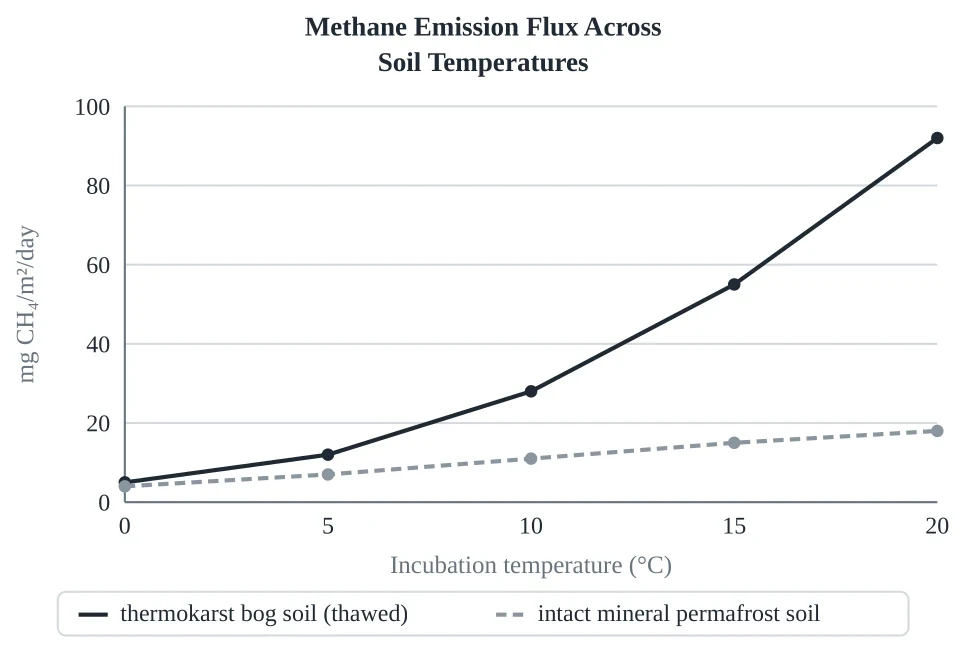 Methane Emission Flux Across
Soil Temperatures
mg CH₄/m²/day
100
80
60
40
20
0
0 5 10 15 20
Incubation temperature (°C)
thermokarst bog soil (thawed) intact mineral permafrost soil